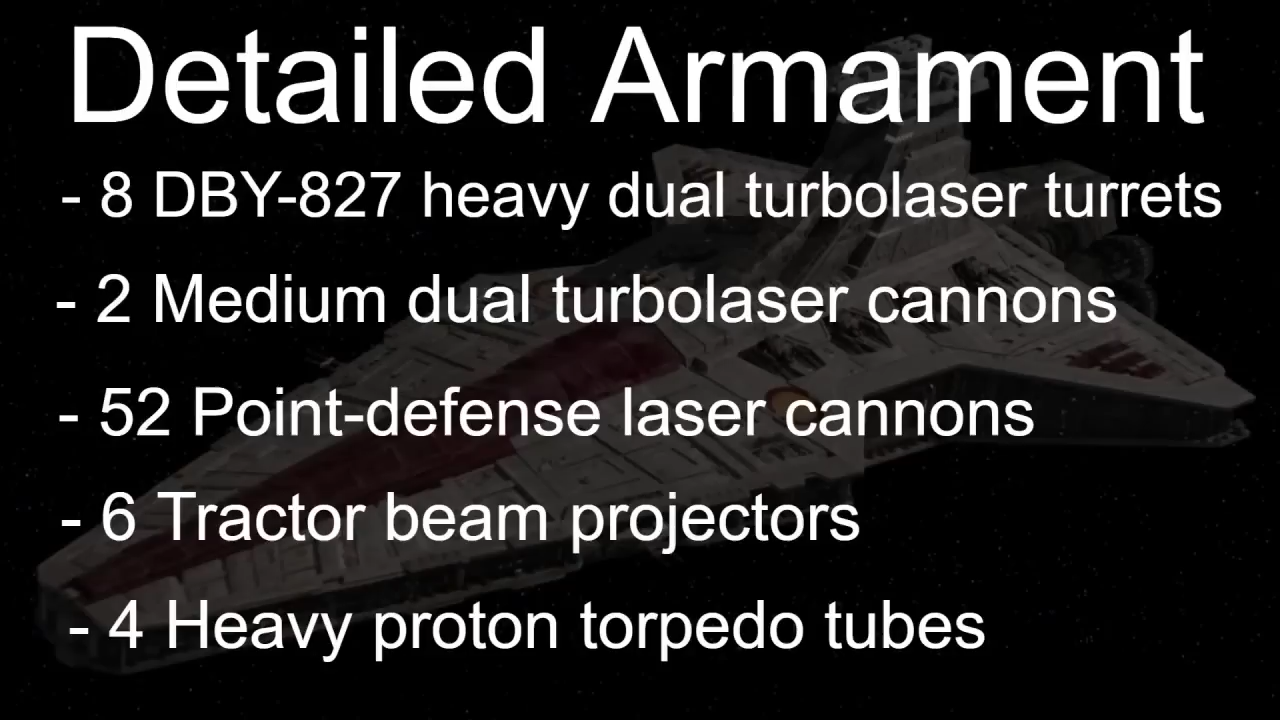 Detailed Armament
- 8 DBY-827 heavy dual turbolaser turrets
- 2 Medium dual turbolaser cannons
- 52 Point-defense laser cannons
- 6 Tractor beam projectors
- 4 Heavy proton torpedo tubes